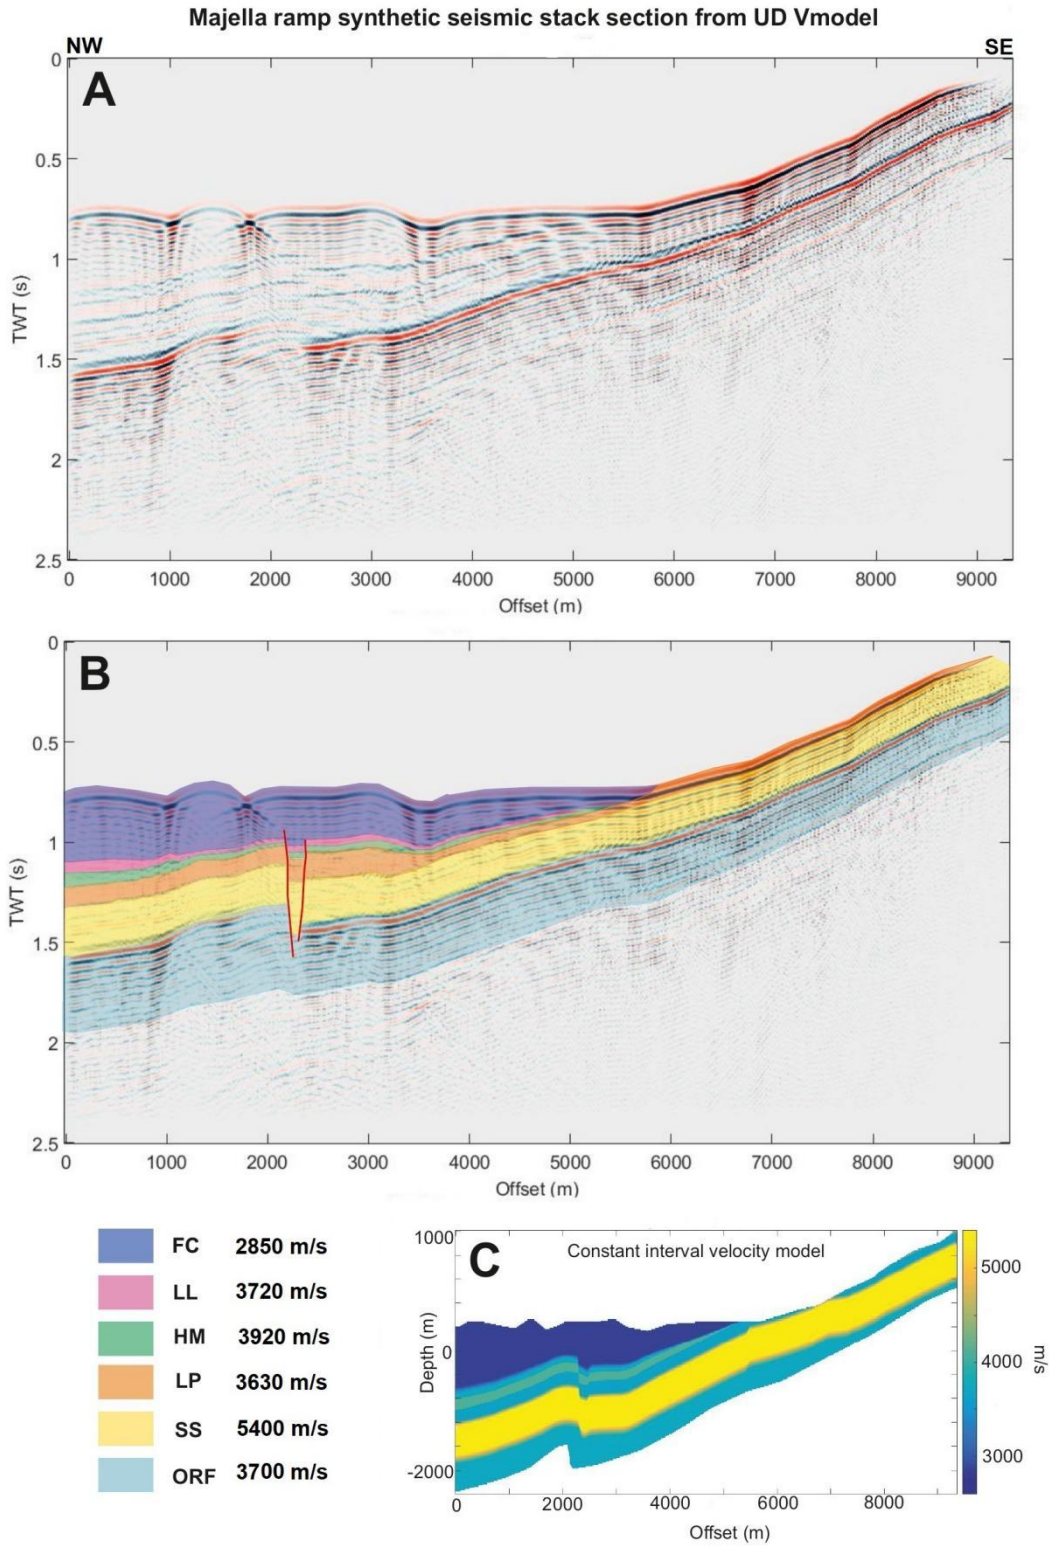 Majella ramp synthetic seismic stack section from UD Vmodel
NW
SE
A
0
0.5
1
1.5
2
2.5
TWT (s)
0 1000 2000 3000 4000 5000 6000 7000 8000 9000
Offset (m)
B
0
0.5
1
1.5
2
2.5
TWT (s)
0 1000 2000 3000 4000 5000 6000 7000 8000 9000
Offset (m)
FC 2850 m/s
LL 3720 m/s
HM 3920 m/s
LP 3630 m/s
SS 5400 m/s
ORF 3700 m/s
C
Constant interval velocity model
1000
0
-2000
Depth (m)
0 2000 4000 6000 8000
Offset (m)
5000
4000
3000
m/s